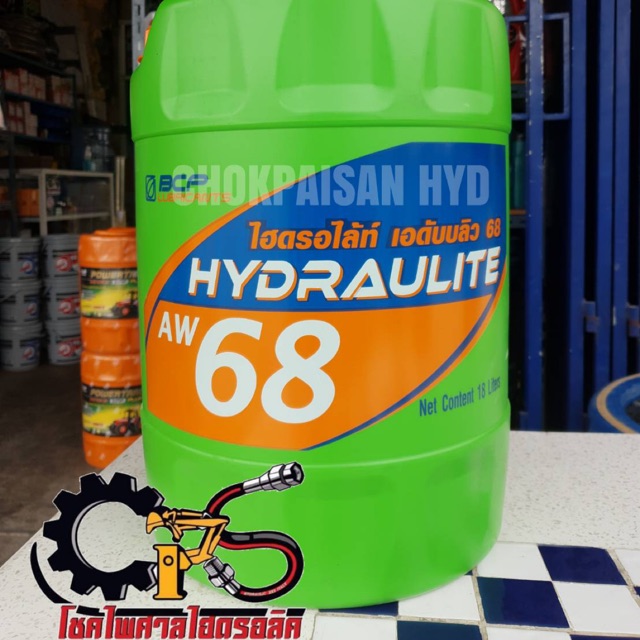 CHOKPAISAN HYD
BCP
LUBRICANTS
ไฮดรอไล้ท์ เอดับบลิว 68
HYDRAULITE
AW 68
Net Content 18 Liters
POWERTRAC
CPS
โชคไพศาลไฮดรอลิค